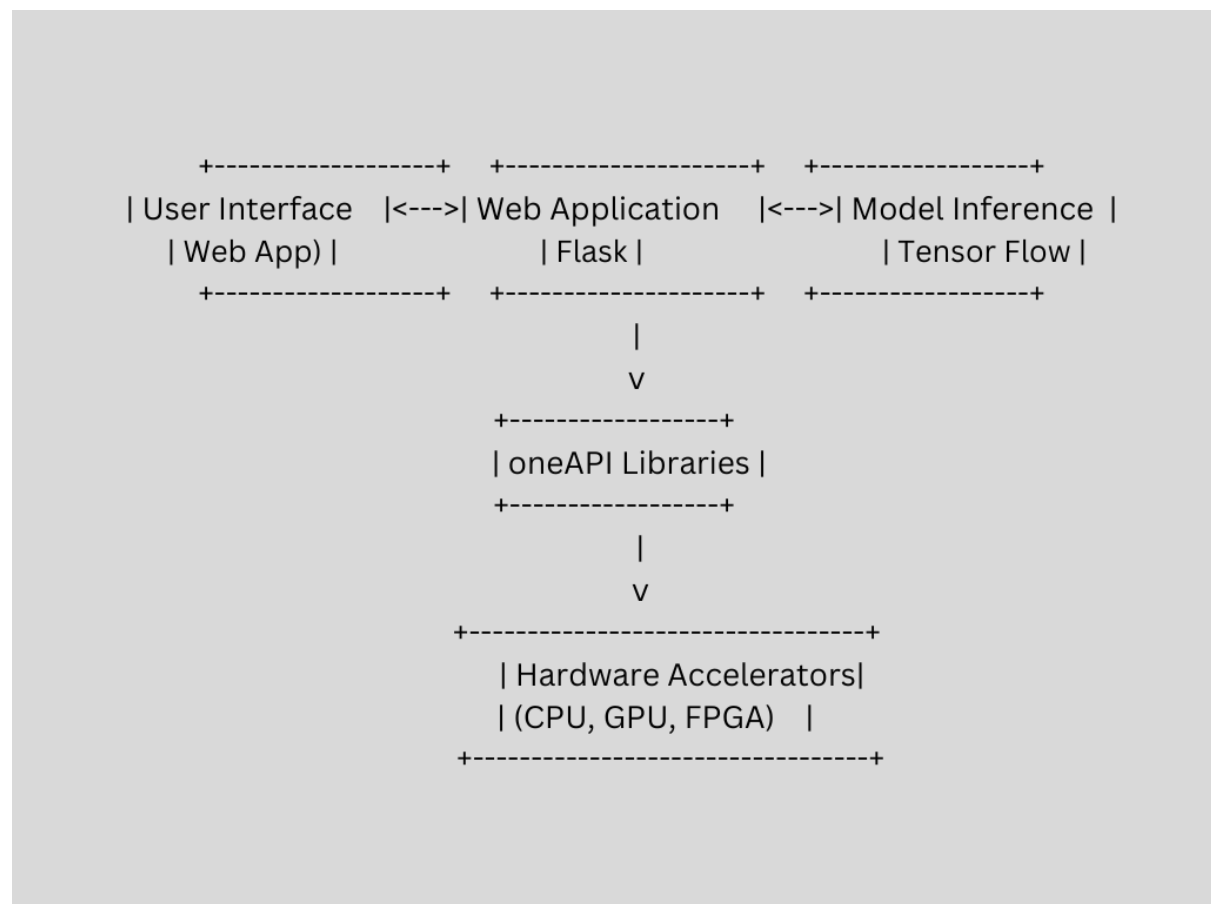 +-------------------+ +---------------------+ +------------------+
| User Interface |<--->| Web Application |<--->| Model Inference |
| Web App) | | Flask | | Tensor Flow |
+-------------------+ +---------------------+ +------------------+
|
v
+------------------+
| oneAPI Libraries |
+------------------+
|
v
+----------------------------------+
| Hardware Accelerators|
| (CPU, GPU, FPGA) |
+----------------------------------+